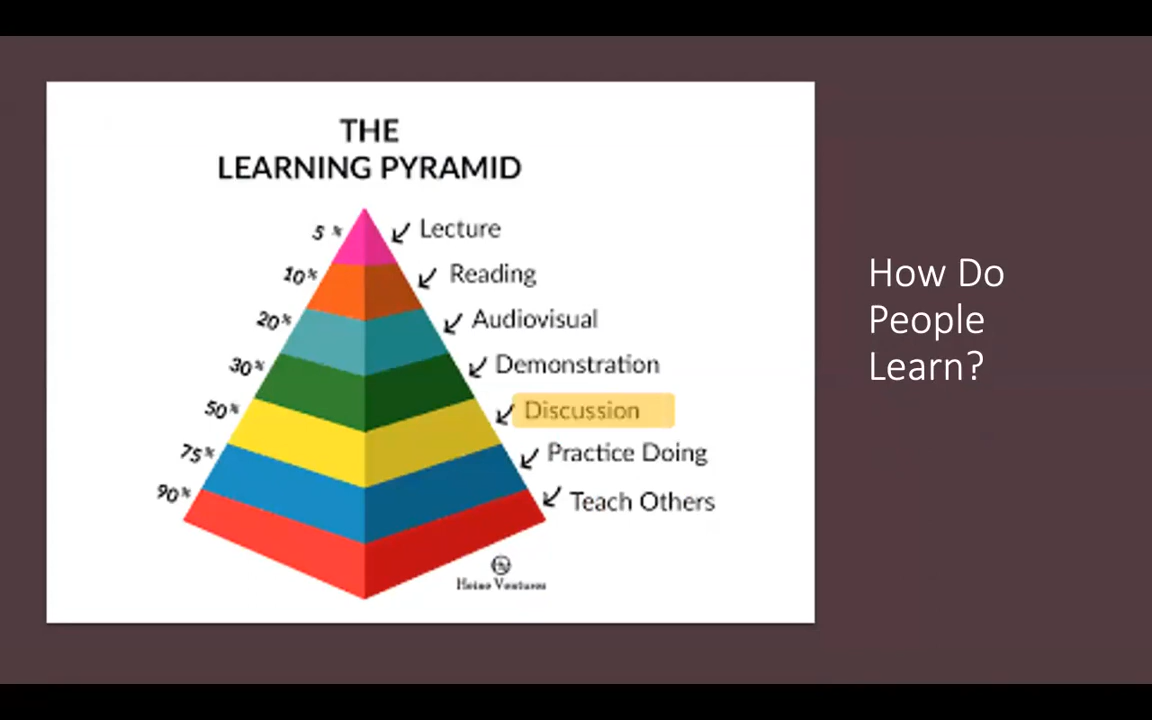 THE
LEARNING PYRAMID
5% Lecture
10% Reading
20% Audiovisual
30% Demonstration
50% Discussion
75% Practice Doing
90% Teach Others
Heine Ventures
How Do
People
Learn?